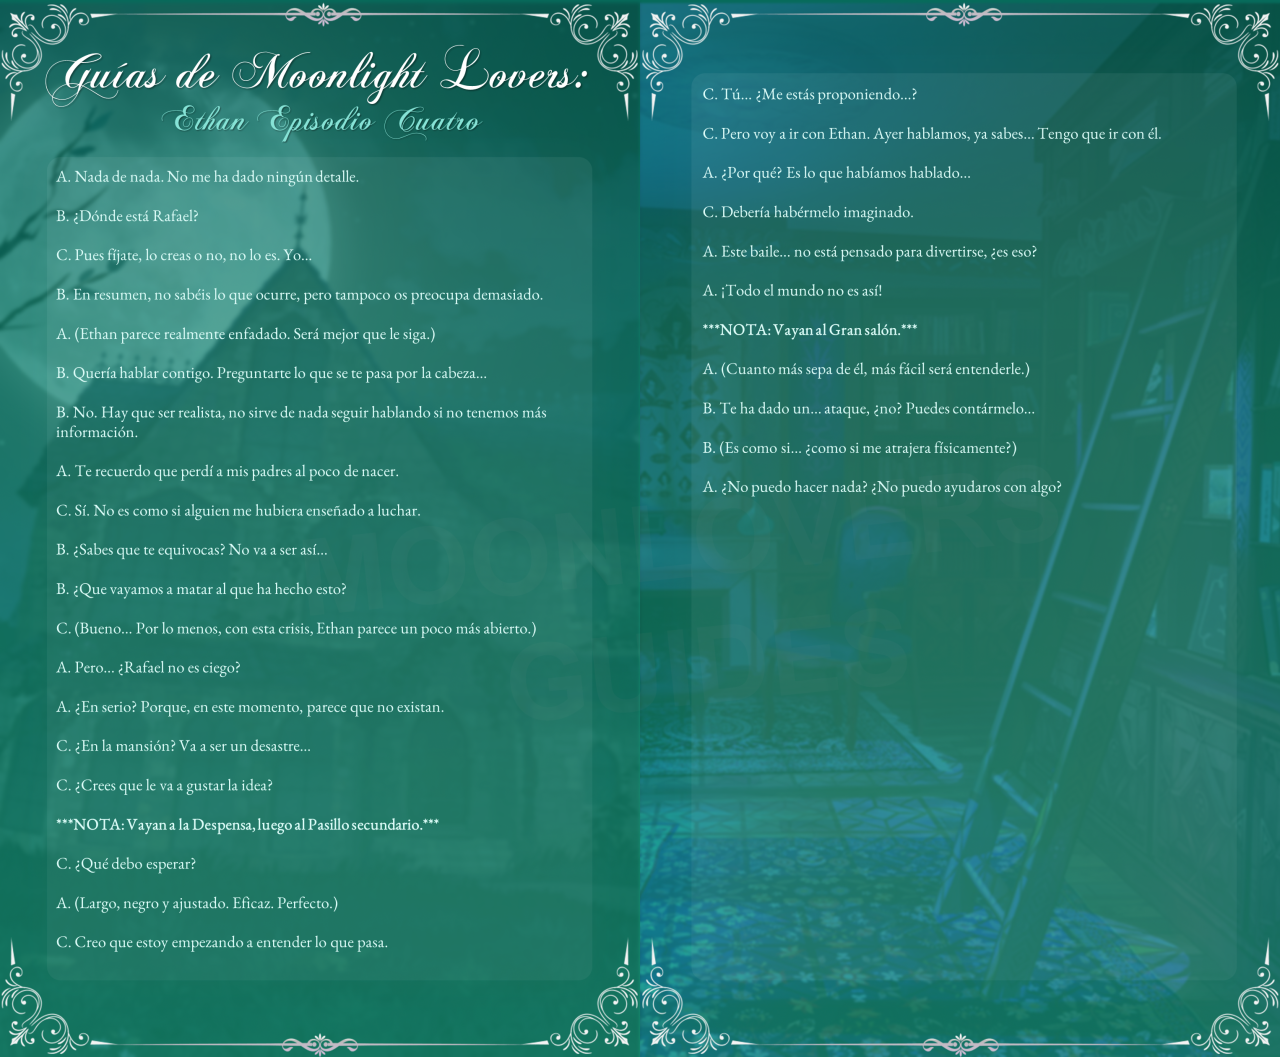 Guías de Moonlight Lovers:
Ethan Episodio Cuatro
A. Nada de nada. No me ha dado ningún detalle.
B. ¿Dónde está Rafael?
C. Pues fíjate, lo creas o no, no lo es. Yo...
B. En resumen, no sabéis lo que ocurre, pero tampoco os preocupa demasiado.
A. (Ethan parece realmente enfadado. Será mejor que le siga.)
B. Quería hablar contigo. Preguntarte lo que se te pasa por la cabeza...
B. No. Hay que ser realista, no sirve de nada seguir hablando si no tenemos más
información.
A. Te recuerdo que perdí a mis padres al poco de nacer.
C. Sí. No es como si alguien me hubiera enseñado a luchar.
B. ¿Sabes que te equivocas? No va a ser así...
B. ¿Que vayamos a matar al que ha hecho esto?
C. (Bueno... Por lo menos, con esta crisis, Ethan parece un poco más abierto.)
A. Pero... ¿Rafael no es ciego?
A. ¿En serio? Porque, en este momento, parece que no existan.
C. ¿En la mansión? Va a ser un desastre...
C. ¿Crees que le va a gustar la idea?
***NOTA: Vayan a la Despensa, luego al Pasillo secundario.***
C. ¿Qué debo esperar?
A. (Largo, negro y ajustado. Eficaz. Perfecto.)
C. Creo que estoy empezando a entender lo que pasa.
C. Tú... ¿Me estás proponiendo...?
C. Pero voy a ir con Ethan. Ayer hablamos, ya sabes... Tengo que ir con él.
A. ¿Por qué? Es lo que habíamos hablado...
C. Debería habérmelo imaginado.
A. Este baile... no está pensado para divertirse, ¿es eso?
A. ¡Todo el mundo no es así!
***NOTA: Vayan al Gran salón.***
A. (Cuanto más sepa de él, más fácil será entenderle.)
B. Te ha dado un... ataque, ¿no? Puedes contármelo...
B. (Es como si... ¿como si me atrajera físicamente?)
A. ¿No puedo hacer nada? ¿No puedo ayudaros con algo?
GUIDES